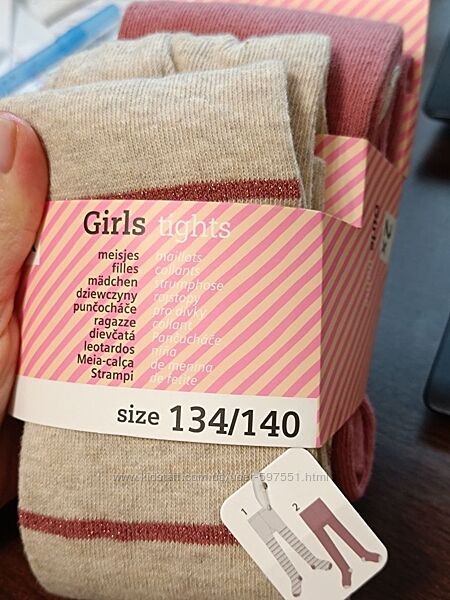 Girls tights
meisjes maillots
filles collants
mädchen strumphose
dziewczyny rajstopy
punčocháče pro dívky
ragazze collant
dievčatá Pančucháče
leotardos niña
Meia-calça de menina
Strampi de fetite
size 134/140
1 2